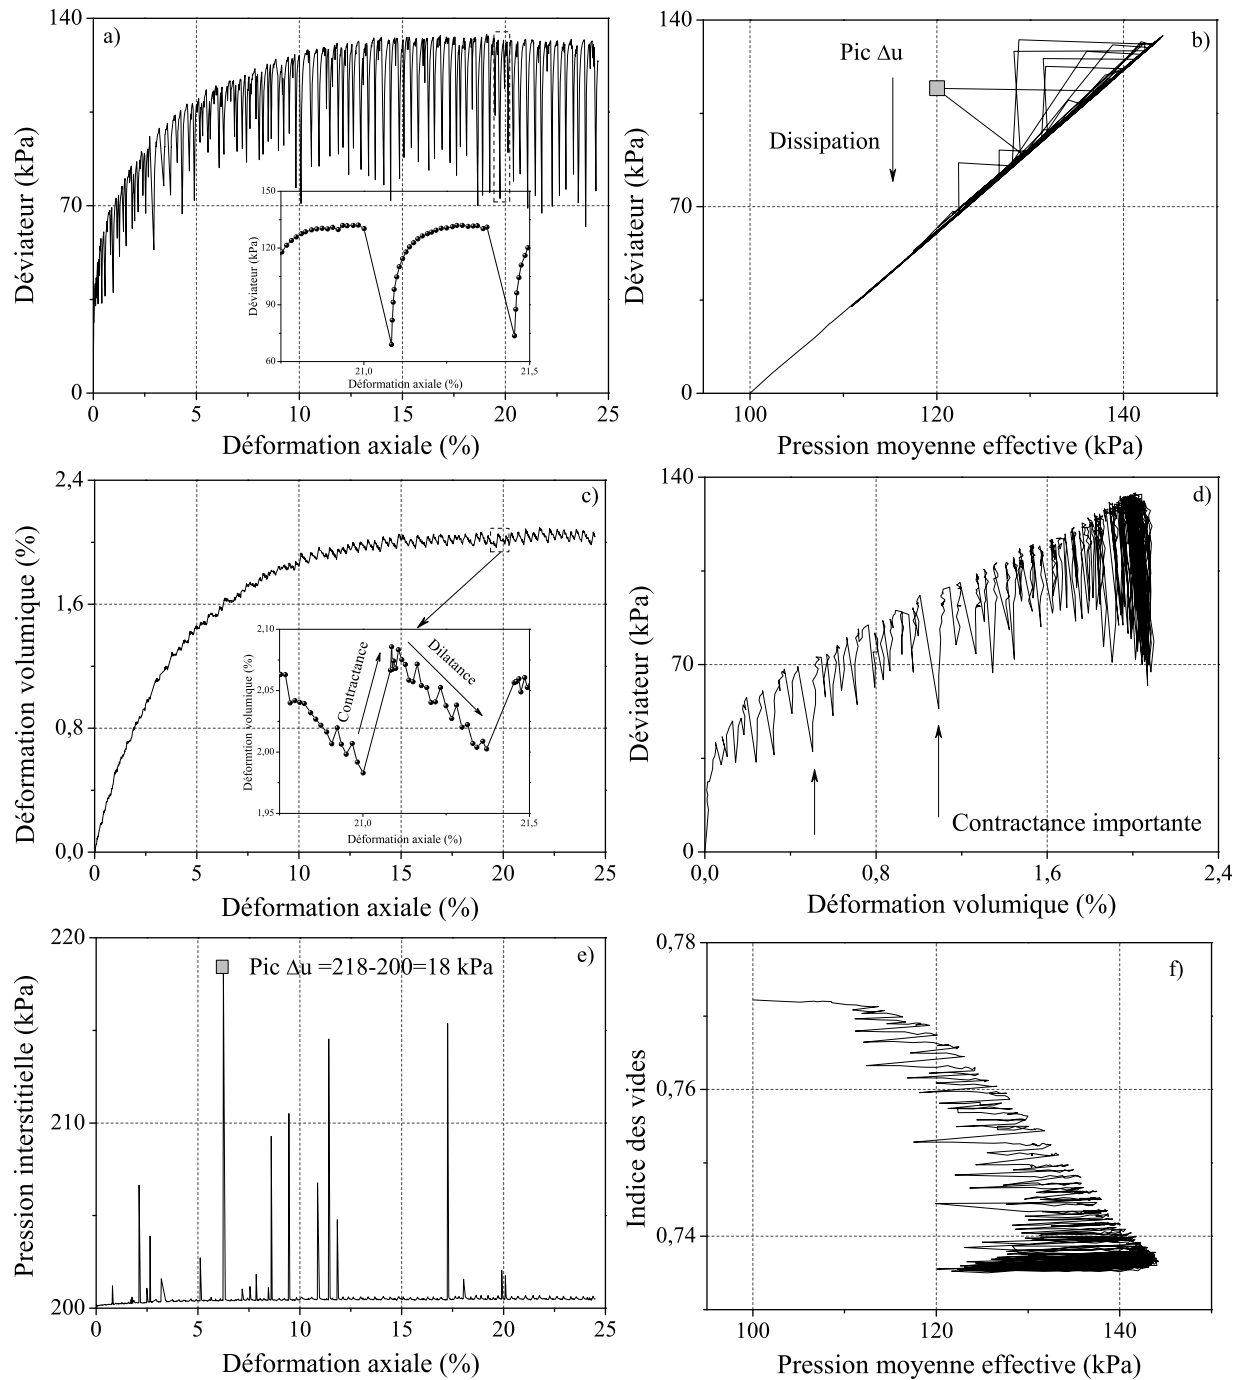 a)
140
70
0
Déviateur (kPa)
150
120
90
60
Déviateur (kPa)
21,0
21,5
Déformation axiale (%)
0
5
10
15
20
25
Déformation axiale (%)
b)
140
70
0
Déviateur (kPa)
Pic Δu
Dissipation
100
120
140
Pression moyenne effective (kPa)
c)
2,4
1,6
0,8
0,0
Déformation volumique (%)
2,10
2,05
2,00
1,95
Déformtion volumique (%)
Contractance
Dilatance
21,0
21,5
Déformation axiale (%)
0
5
10
15
20
25
Déformation axiale (%)
d)
140
70
0
Déviateur (kPa)
Contractance importante
0,0
0,8
1,6
2,4
Déformation volumique (%)
e)
220
210
200
Pression interstitielle (kPa)
Pic Δu =218-200=18 kPa
0
5
10
15
20
25
Déformation axiale (%)
f)
0,78
0,76
0,74
Indice des vides
100
120
140
Pression moyenne effective (kPa)